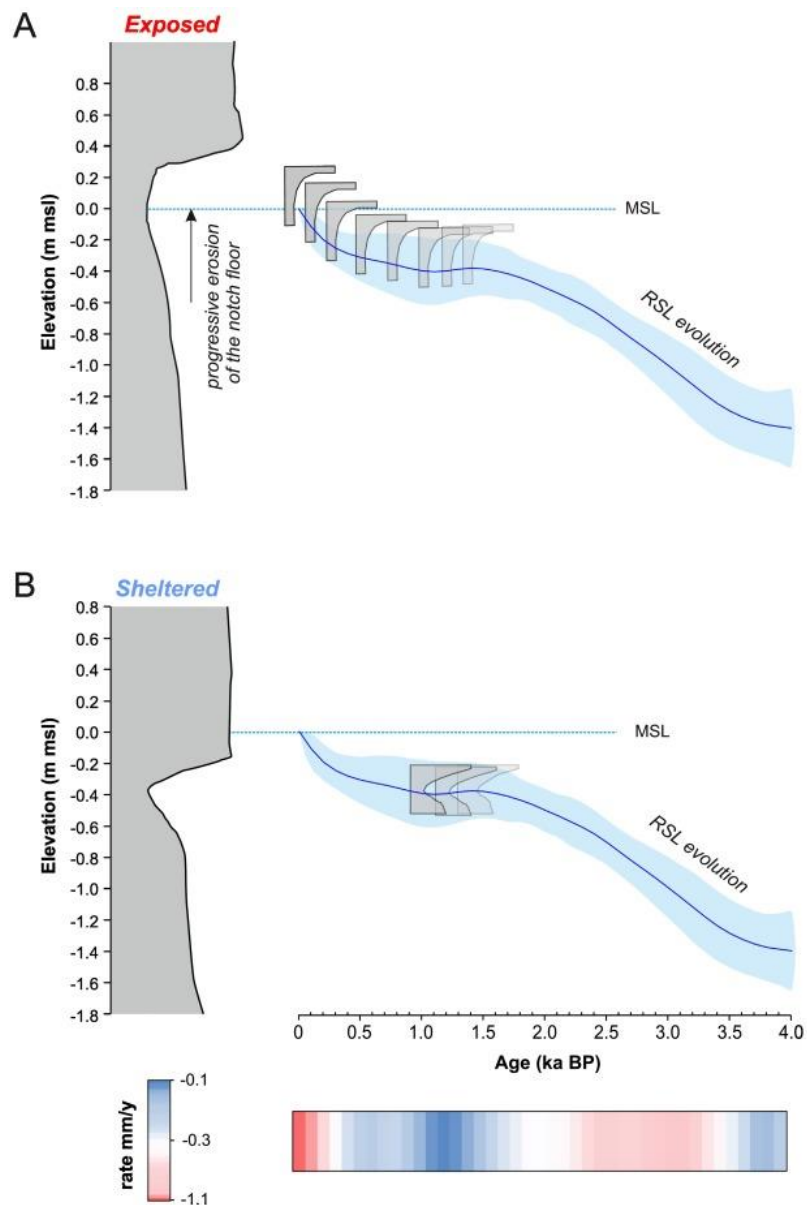 A
Exposed
0.8
0.6
0.4
0.2
0.0
-0.2
-0.4
-0.6
-0.8
-1.0
-1.2
-1.4
-1.6
-1.8
Elevation (m msl)
progressive erosion
of the notch floor
MSL
RSL evolution
B
Sheltered
0.8
0.6
0.4
0.2
0.0
-0.2
-0.4
-0.6
-0.8
-1.0
-1.2
-1.4
-1.6
-1.8
Elevation (m msl)
MSL
RSL evolution
0 0.5 1.0 1.5 2.0 2.5 3.0 3.5 4.0
Age (ka BP)
rate mm/y
-0.1
-0.3
-1.1